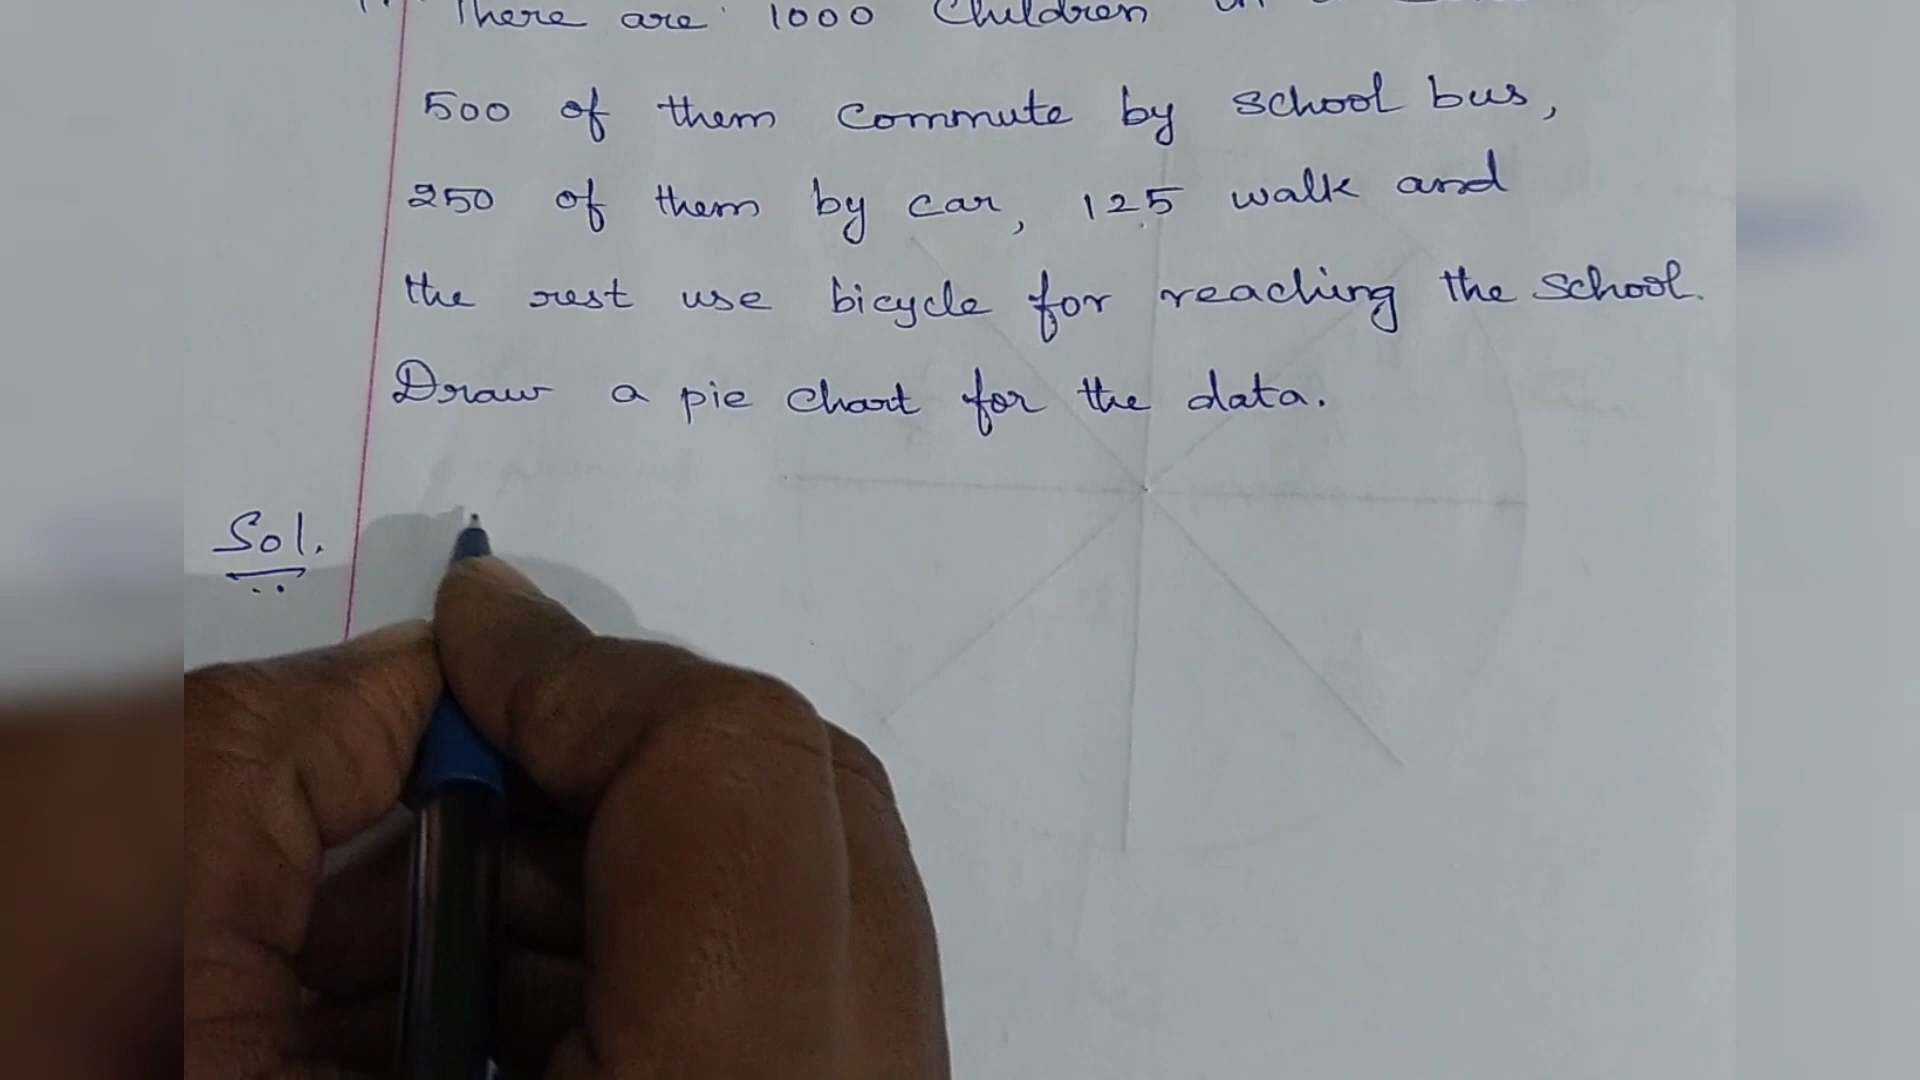 There are 1000 Children
500 of them commute by school bus,
250 of them by car, 125 walk and
the rest use bicycle for reaching the school.
Draw a pie chart for the data.
Sol.